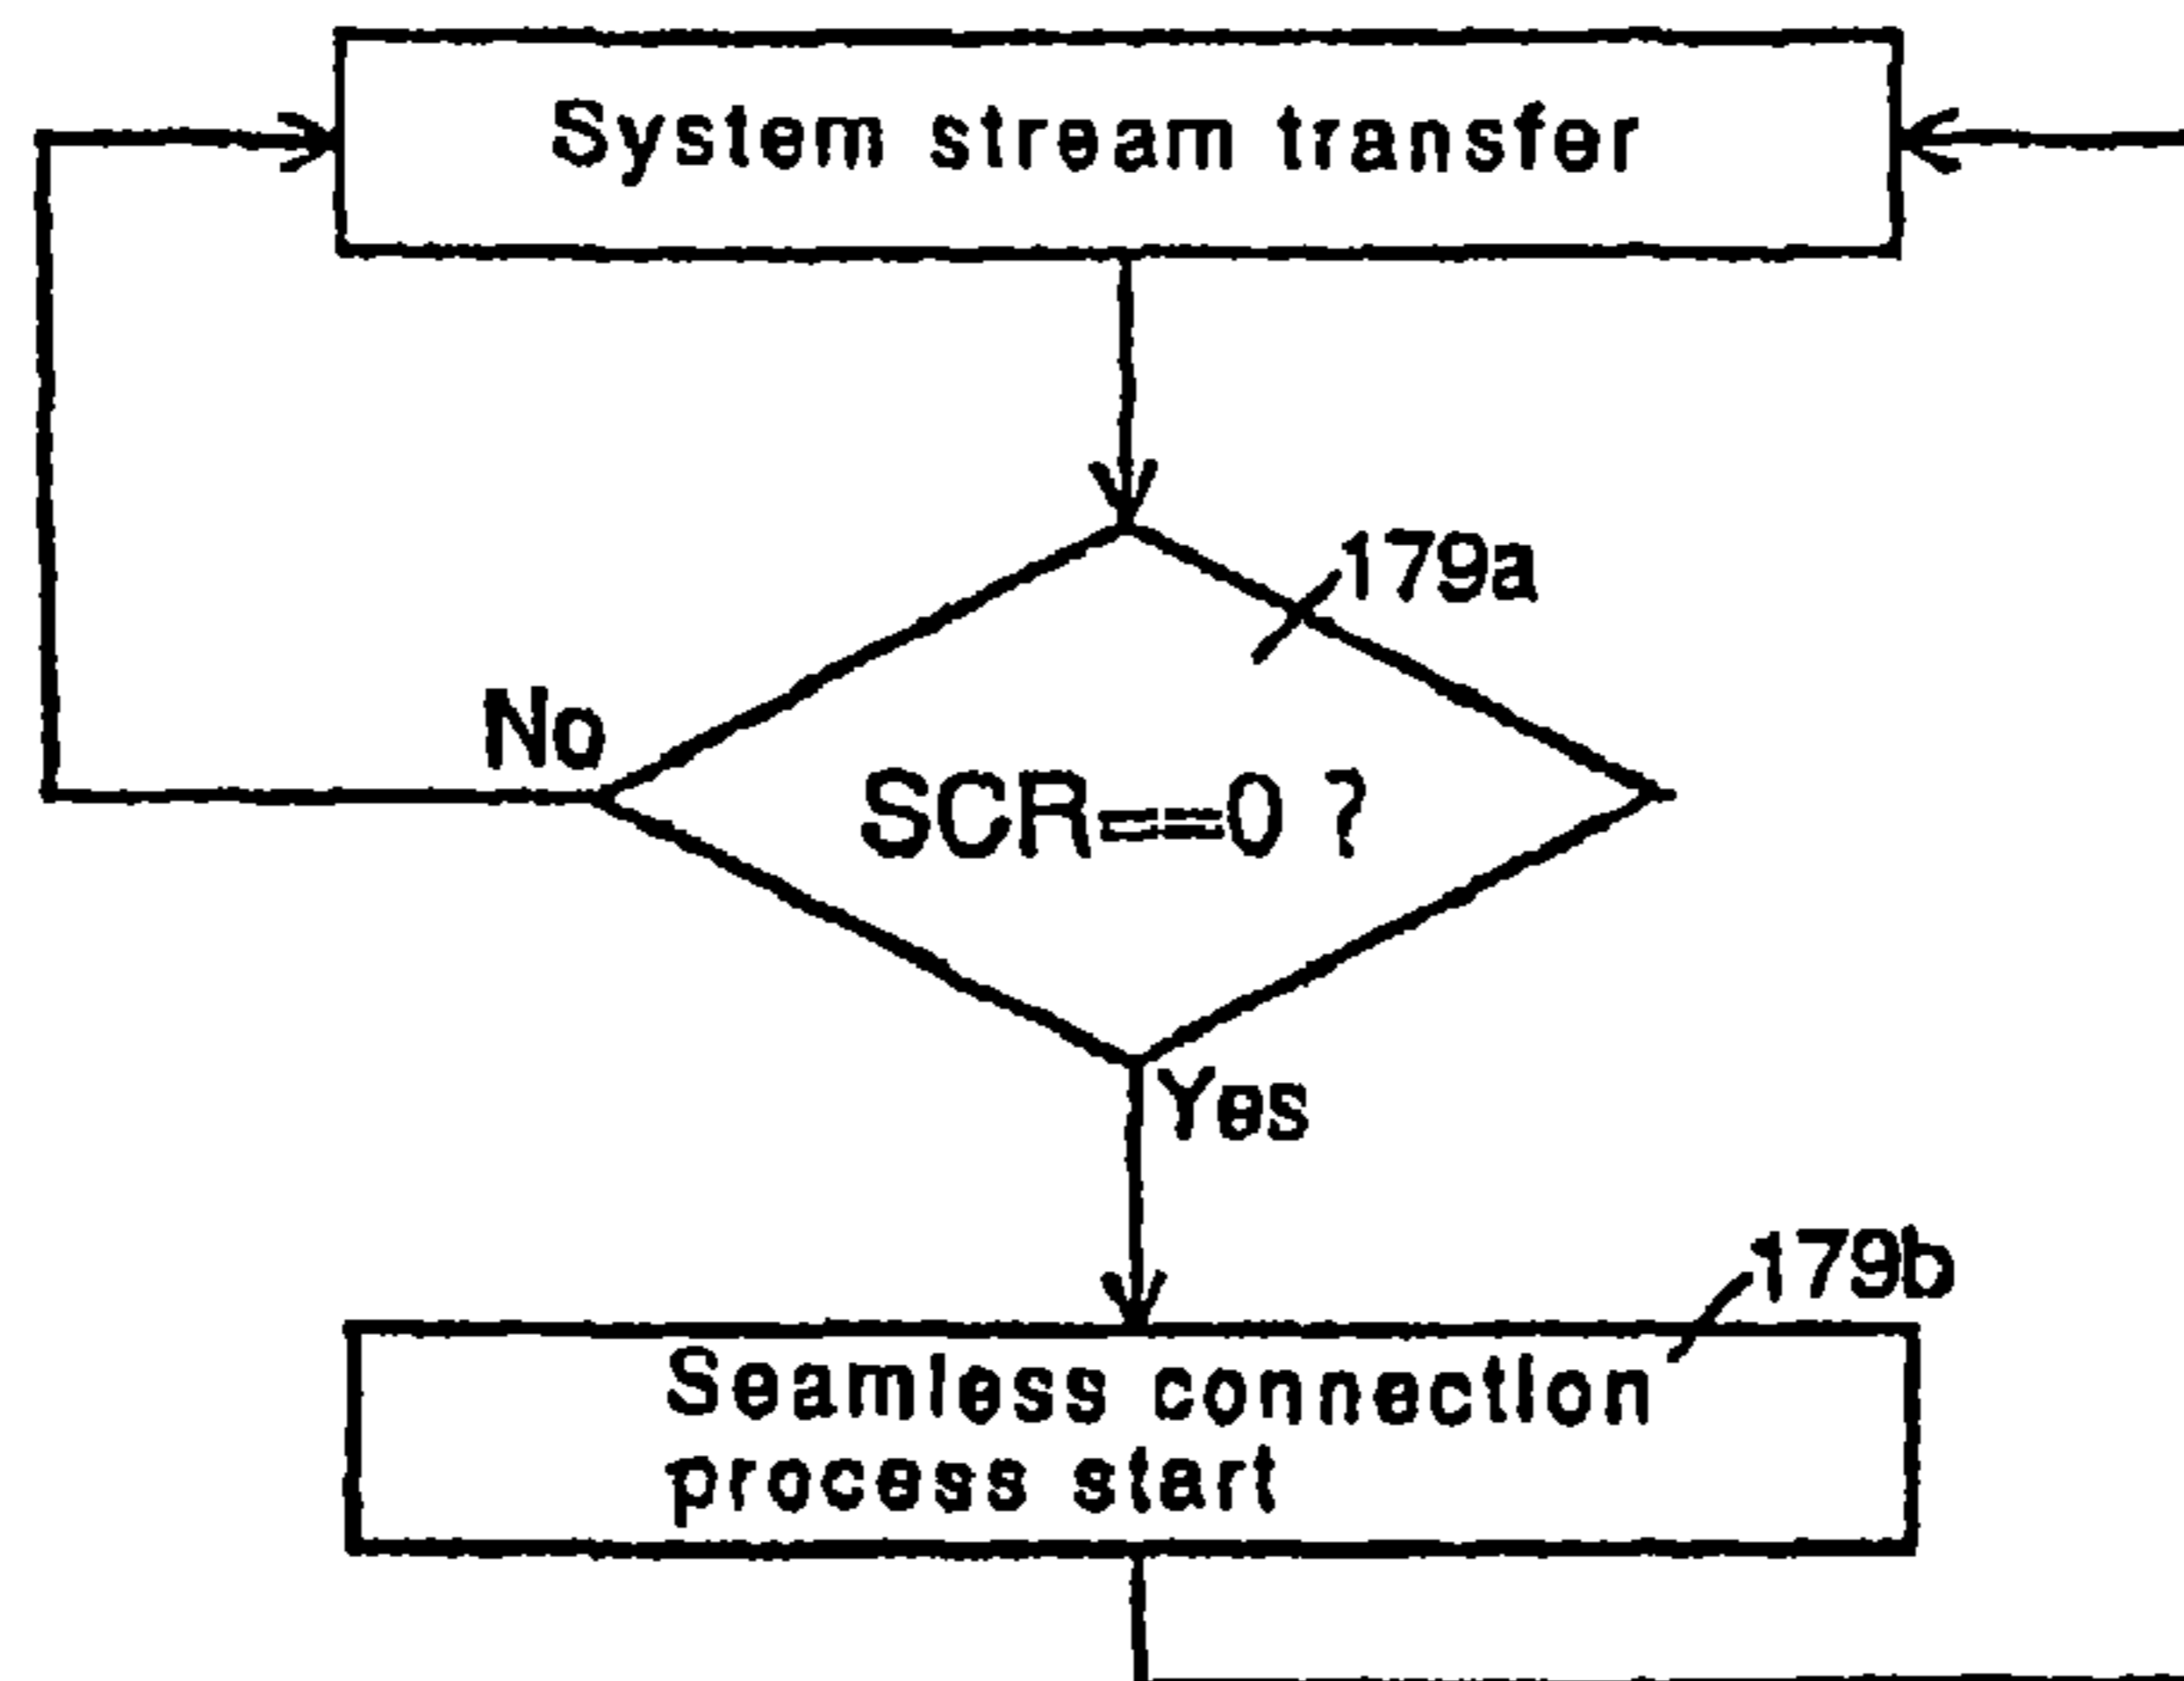 System stream transfer
179a
No
SCR==0 ?
Yes
179b
Seamless connection
process start